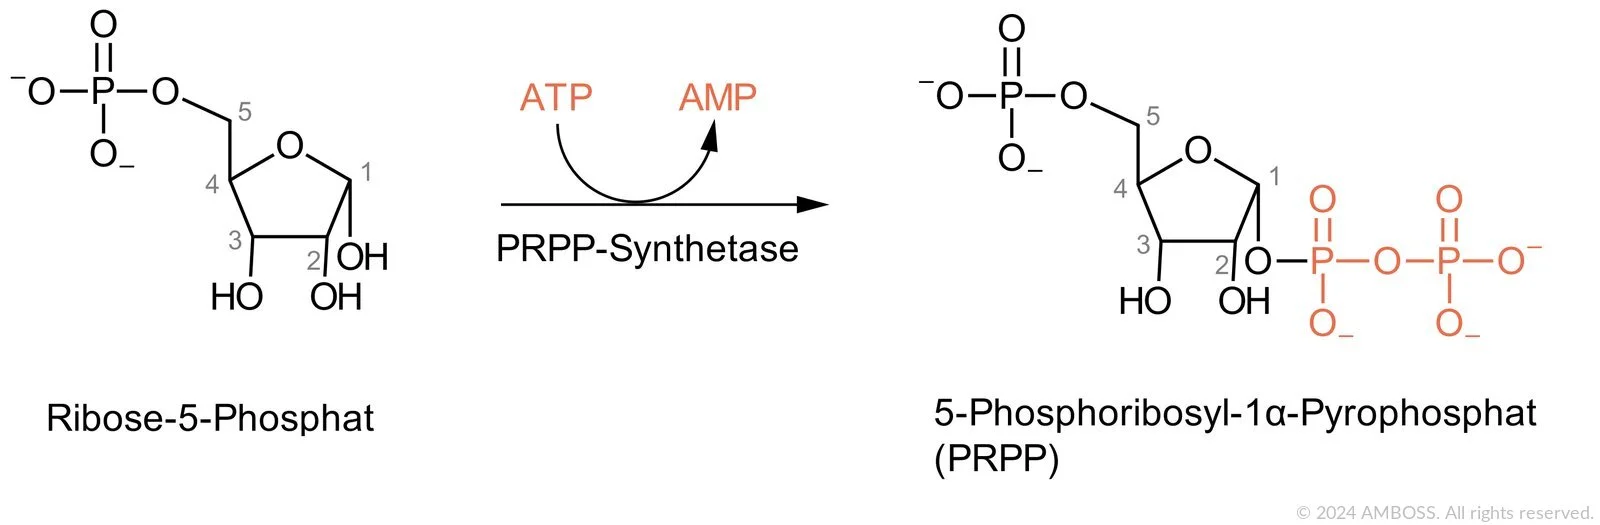 O
⁻O P O 5
O⁻
O
4 1
3 2 OH
HO OH
Ribose-5-Phosphat
ATP AMP
PRPP-Synthetase
O
⁻O P O 5
O⁻
O
4 1
O O
3 2 O P O P O⁻
HO OH
O⁻ O⁻
5-Phosphoribosyl-1α-Pyrophosphat
(PRPP)
© 2024 AMBOSS. All rights reserved.